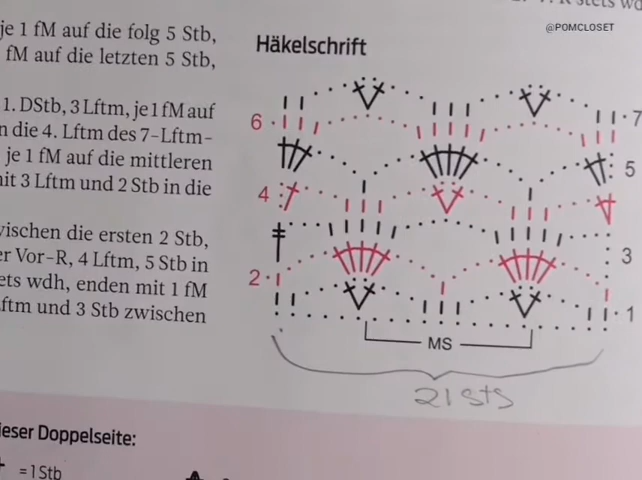 @POMCLOSET
je 1 fM auf die folg 5 Stb,
fM auf die letzten 5 Stb,
1. DStb, 3 Lftm, je 1 fM auf
n die 4. Lftm des 7-Lftm-
je 1 fM auf die mittleren
nit 3 Lftm und 2 Stb in die
vischen die ersten 2 Stb,
er Vor-R, 4 Lftm, 5 Stb in
ets wdh, enden mit 1 fM
ftm und 3 Stb zwischen
Häkelschrift
7
6
5
4
3
2
1
MS
21 sts
ieser Doppelseite:
= 1 Stb